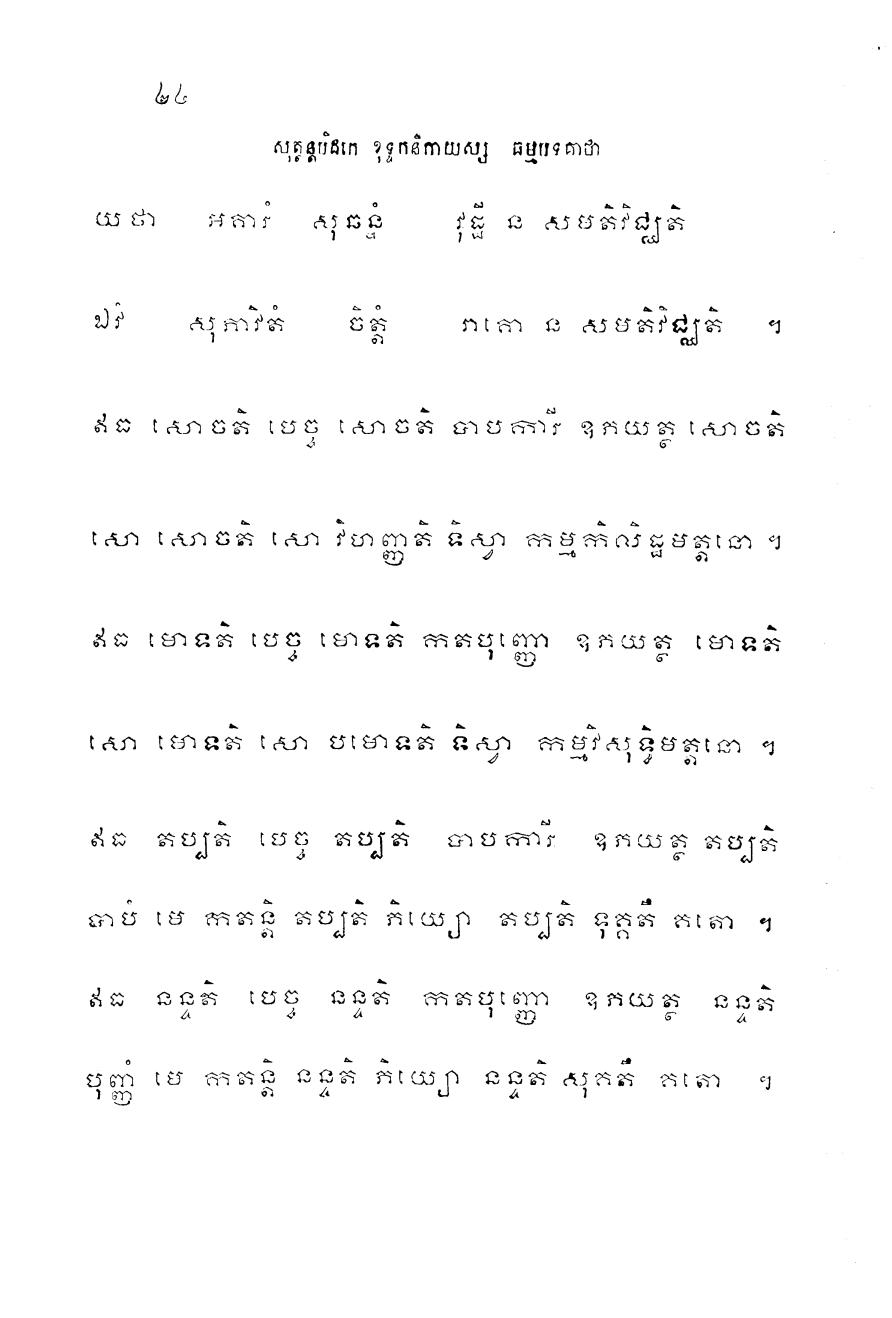 ២៤
សុត្តន្តបិដកេ ខុទ្ទកនិកាយស្ស ធម្មបទគាថា
យថា អគារំ សុឆន្ទំ វុដ្ឋី ន សមតិវិជ្ឈតិ
ឯវំ សុភាវិតំ ចិត្តំ រាគោ ន សមតិវិជ្ឈតិ ។
ឥធ សោចតិ បេច្ច សោចតិ បាបការី ឧភយត្ថ សោចតិ
សោ សោចតិ សោ វិហញ្ញតិ ទិស្វា កម្មកិលិដ្ឋមត្តនោ ។
ឥធ មោទតិ បេច្ច មោទតិ កតបុញ្ញោ ឧភយត្ថ មោទតិ
សោ មោទតិ សោ បមោទតិ ទិស្វា កម្មវិសុទ្ធិមត្តនោ ។
ឥធ តប្បតិ បេច្ច តប្បតិ បាបការី ឧភយត្ថ តប្បតិ
បាបំ មេ កតន្តិ តប្បតិ ភិយ្យោ តប្បតិ ទុគ្គតឹ គតោ ។
ឥធ នន្ទតិ បេច្ច នន្ទតិ កតបុញ្ញោ ឧភយត្ថ នន្ទតិ
បុញ្ញំ មេ កតន្តិ នន្ទតិ ភិយ្យោ នន្ទតិ សុគតឹ គតោ ។